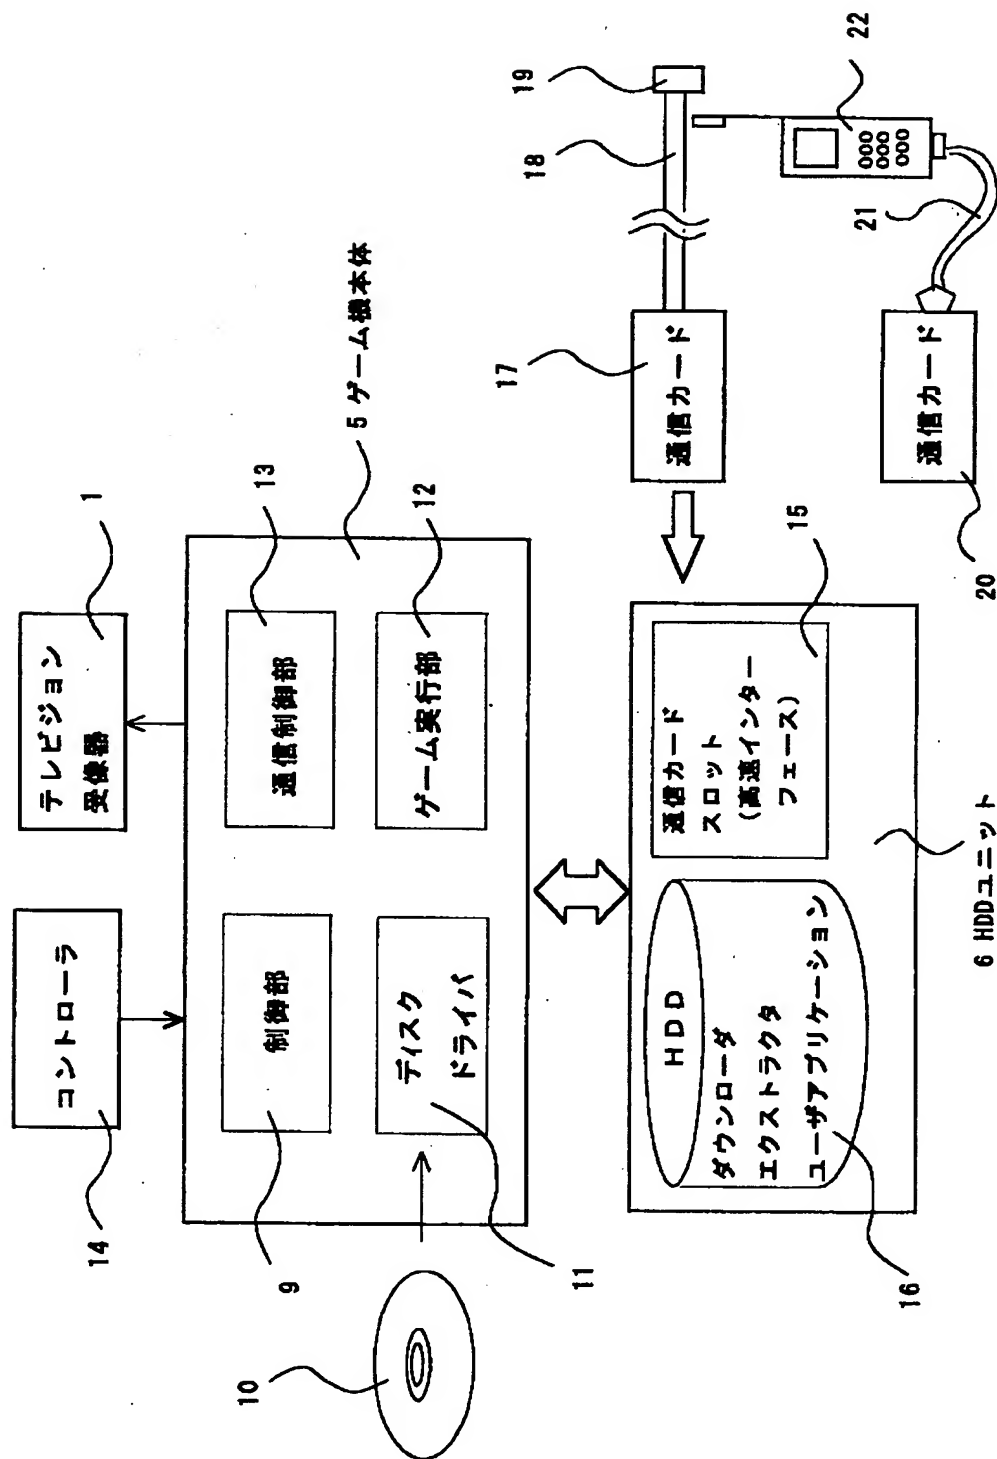 14
コントローラ
テレビジョン
受像器
1
5 ゲーム機本体
9
制御部
通信制御部
13
10
11
ディスク
ドライバ
ゲーム実行部
12
HDD
ダウンローダ
エクストラクタ
ユーザアプリケーション
16
通信カード
スロット
(高速インター
フェース)
15
6 HDDユニット
17
通信カード
18
19
20
通信カード
21
22